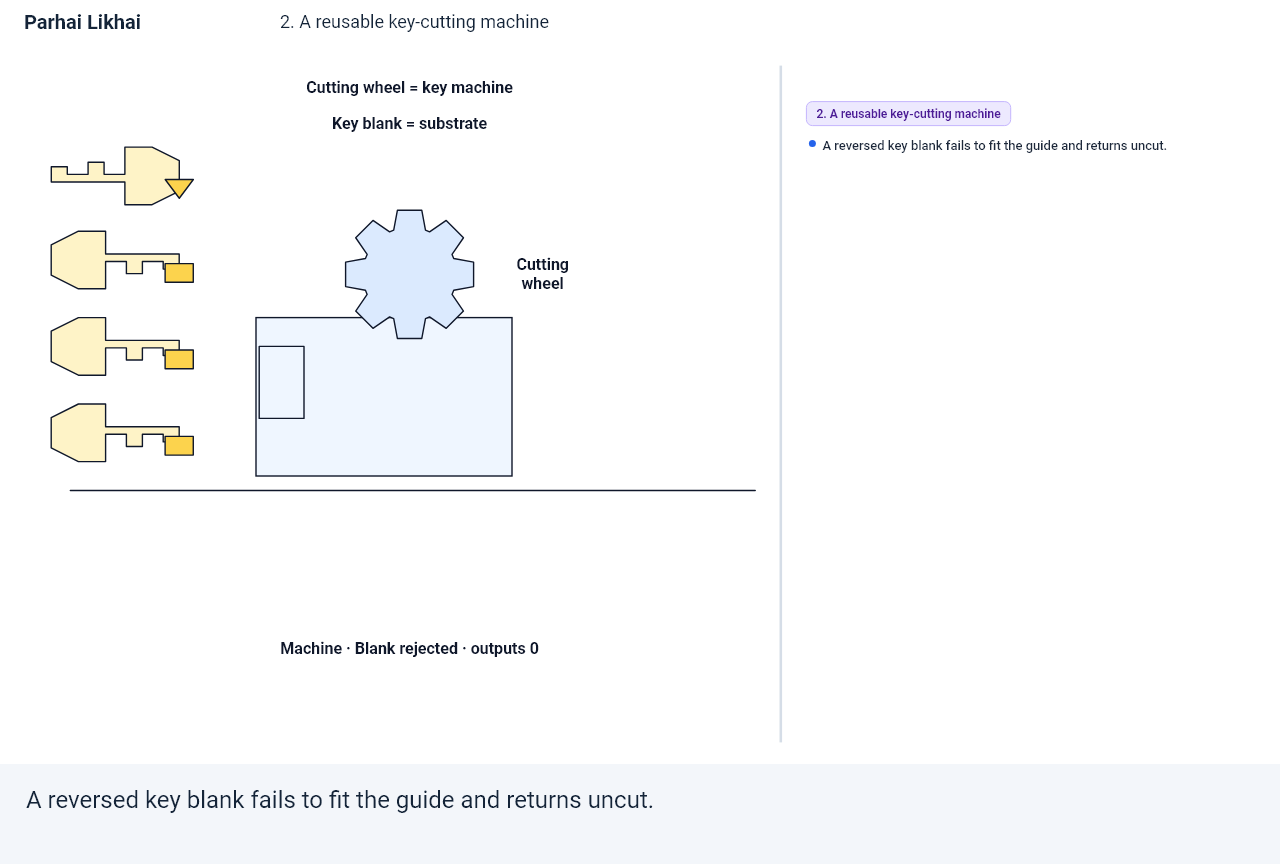 Parhai Likhai
2. A reusable key-cutting machine
Cutting wheel = key machine
Key blank = substrate
Cutting
wheel
Machine · Blank rejected · outputs 0
2. A reusable key-cutting machine
A reversed key blank fails to fit the guide and returns uncut.
A reversed key blank fails to fit the guide and returns uncut.